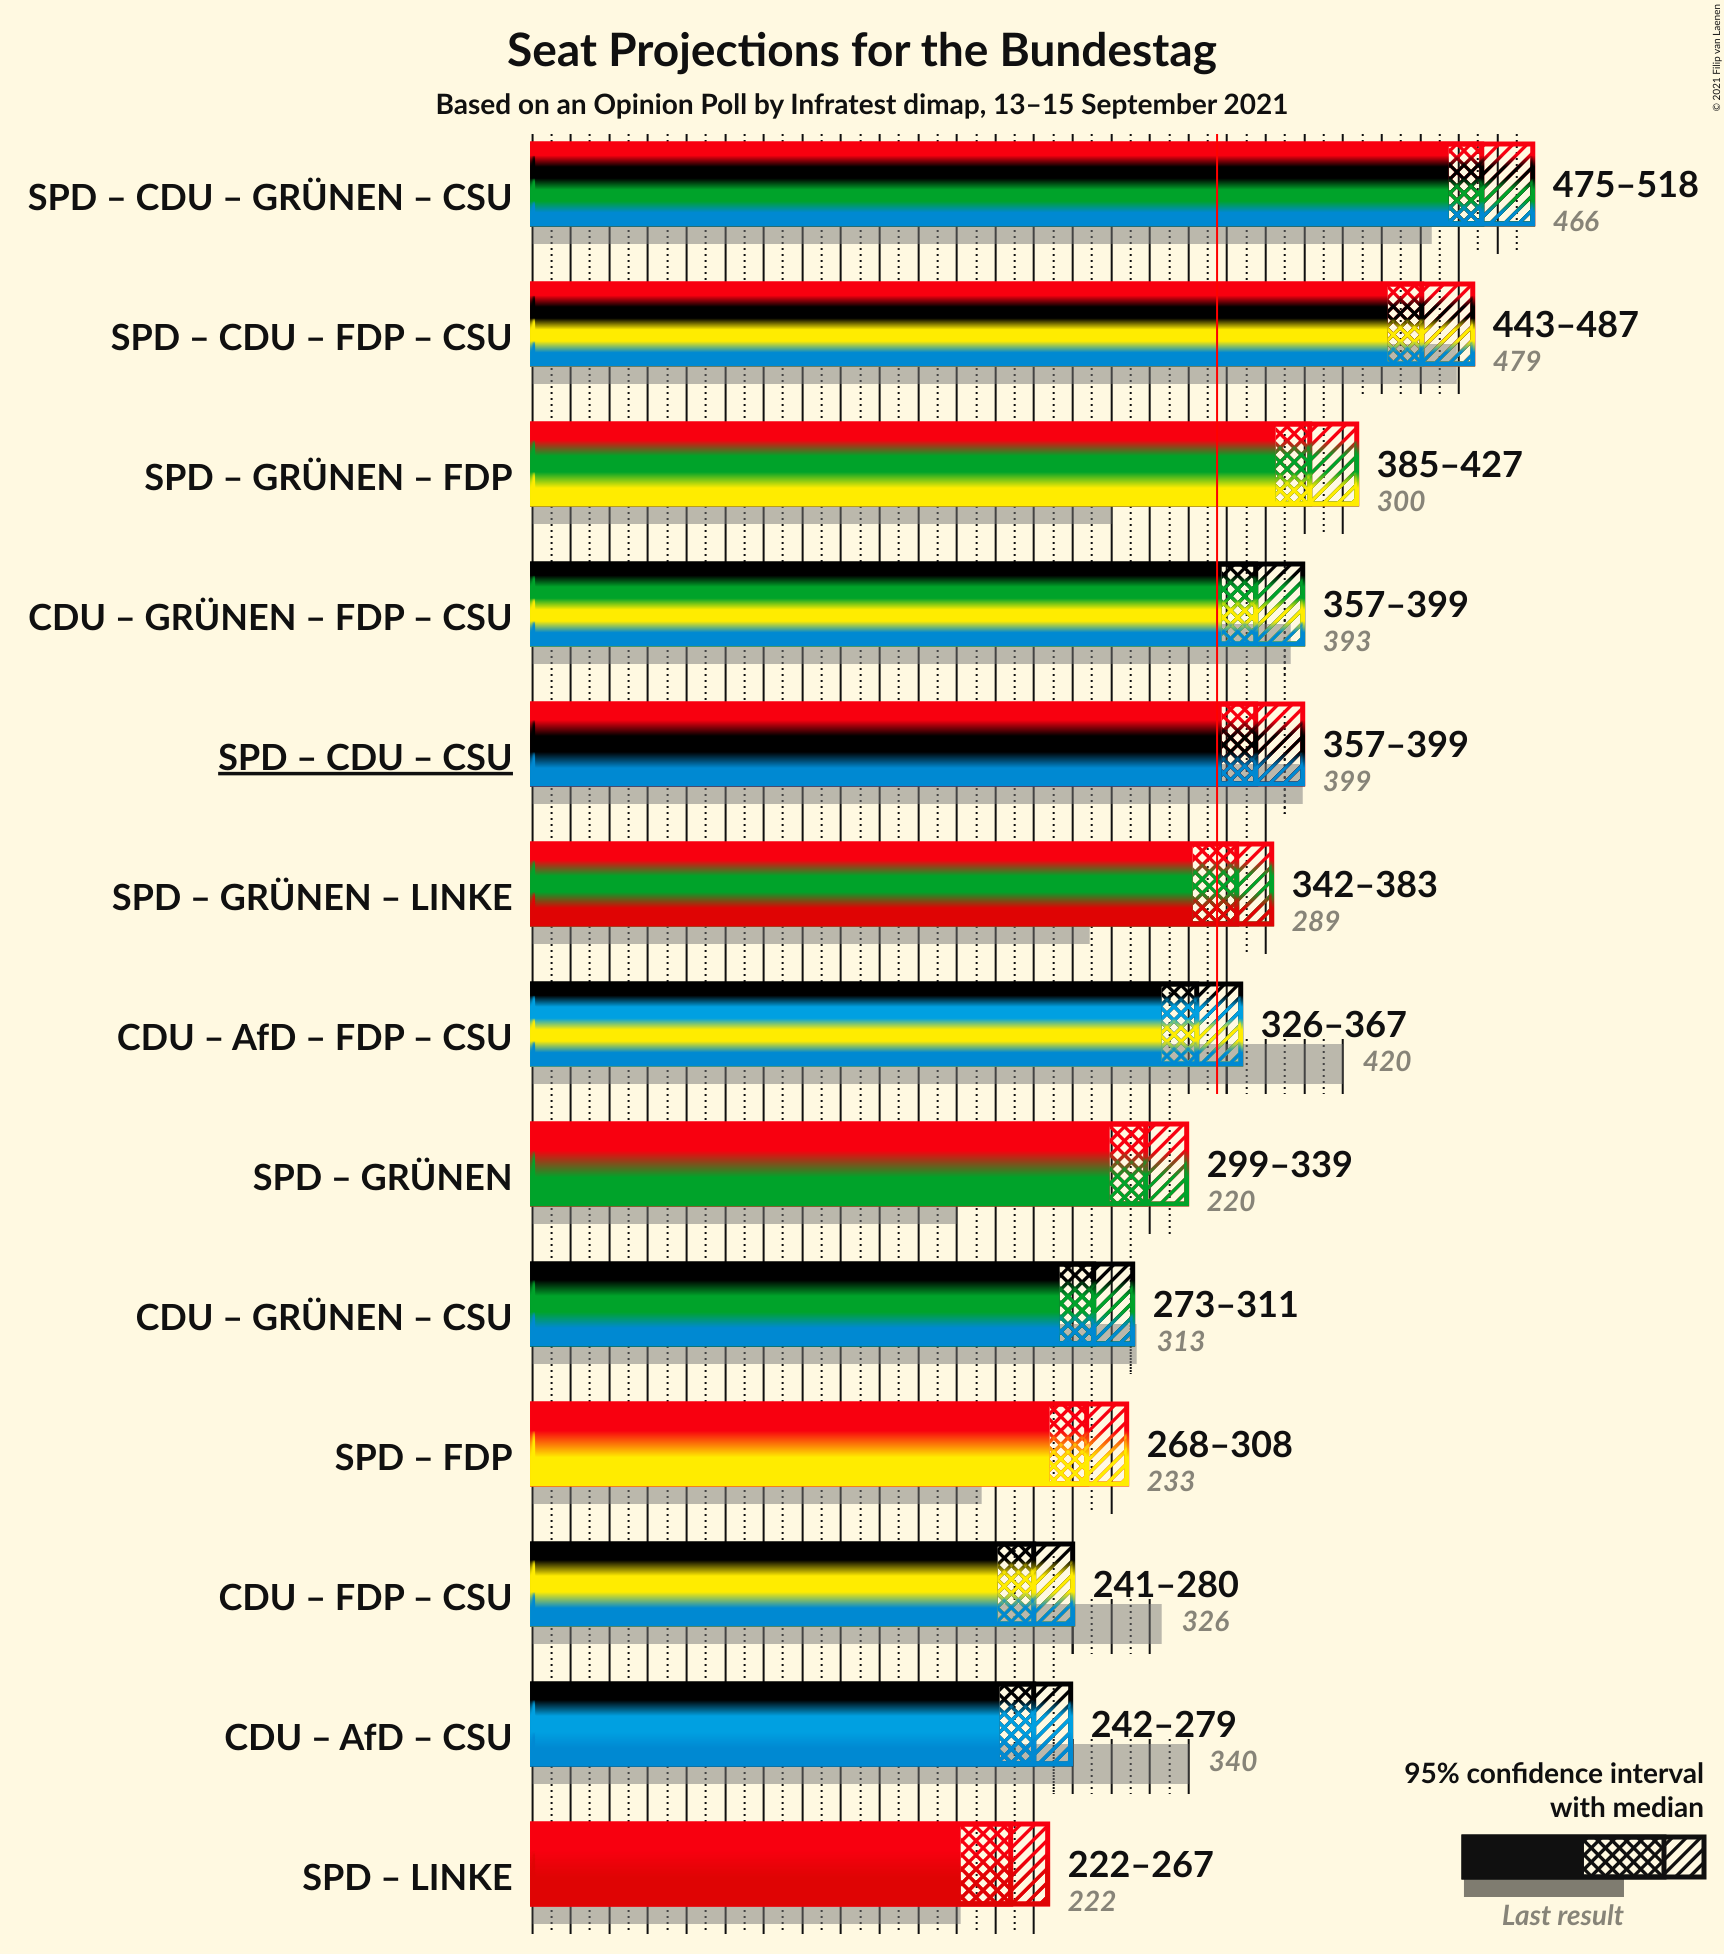 Seat Projections for the Bundestag
Based on an Opinion Poll by Infratest dimap, 13–15 September 2021
© 2021 Filip van Laenen
SPD – CDU – GRÜNEN – CSU
475–518
466
SPD – CDU – FDP – CSU
443–487
479
SPD – GRÜNEN – FDP
385–427
300
CDU – GRÜNEN – FDP – CSU
357–399
393
SPD – CDU – CSU
357–399
399
SPD – GRÜNEN – LINKE
342–383
289
CDU – AfD – FDP – CSU
326–367
420
SPD – GRÜNEN
299–339
220
CDU – GRÜNEN – CSU
273–311
313
SPD – FDP
268–308
233
CDU – FDP – CSU
241–280
326
CDU – AfD – CSU
242–279
340
SPD – LINKE
222–267
222
95% confidence interval
with median
Last result